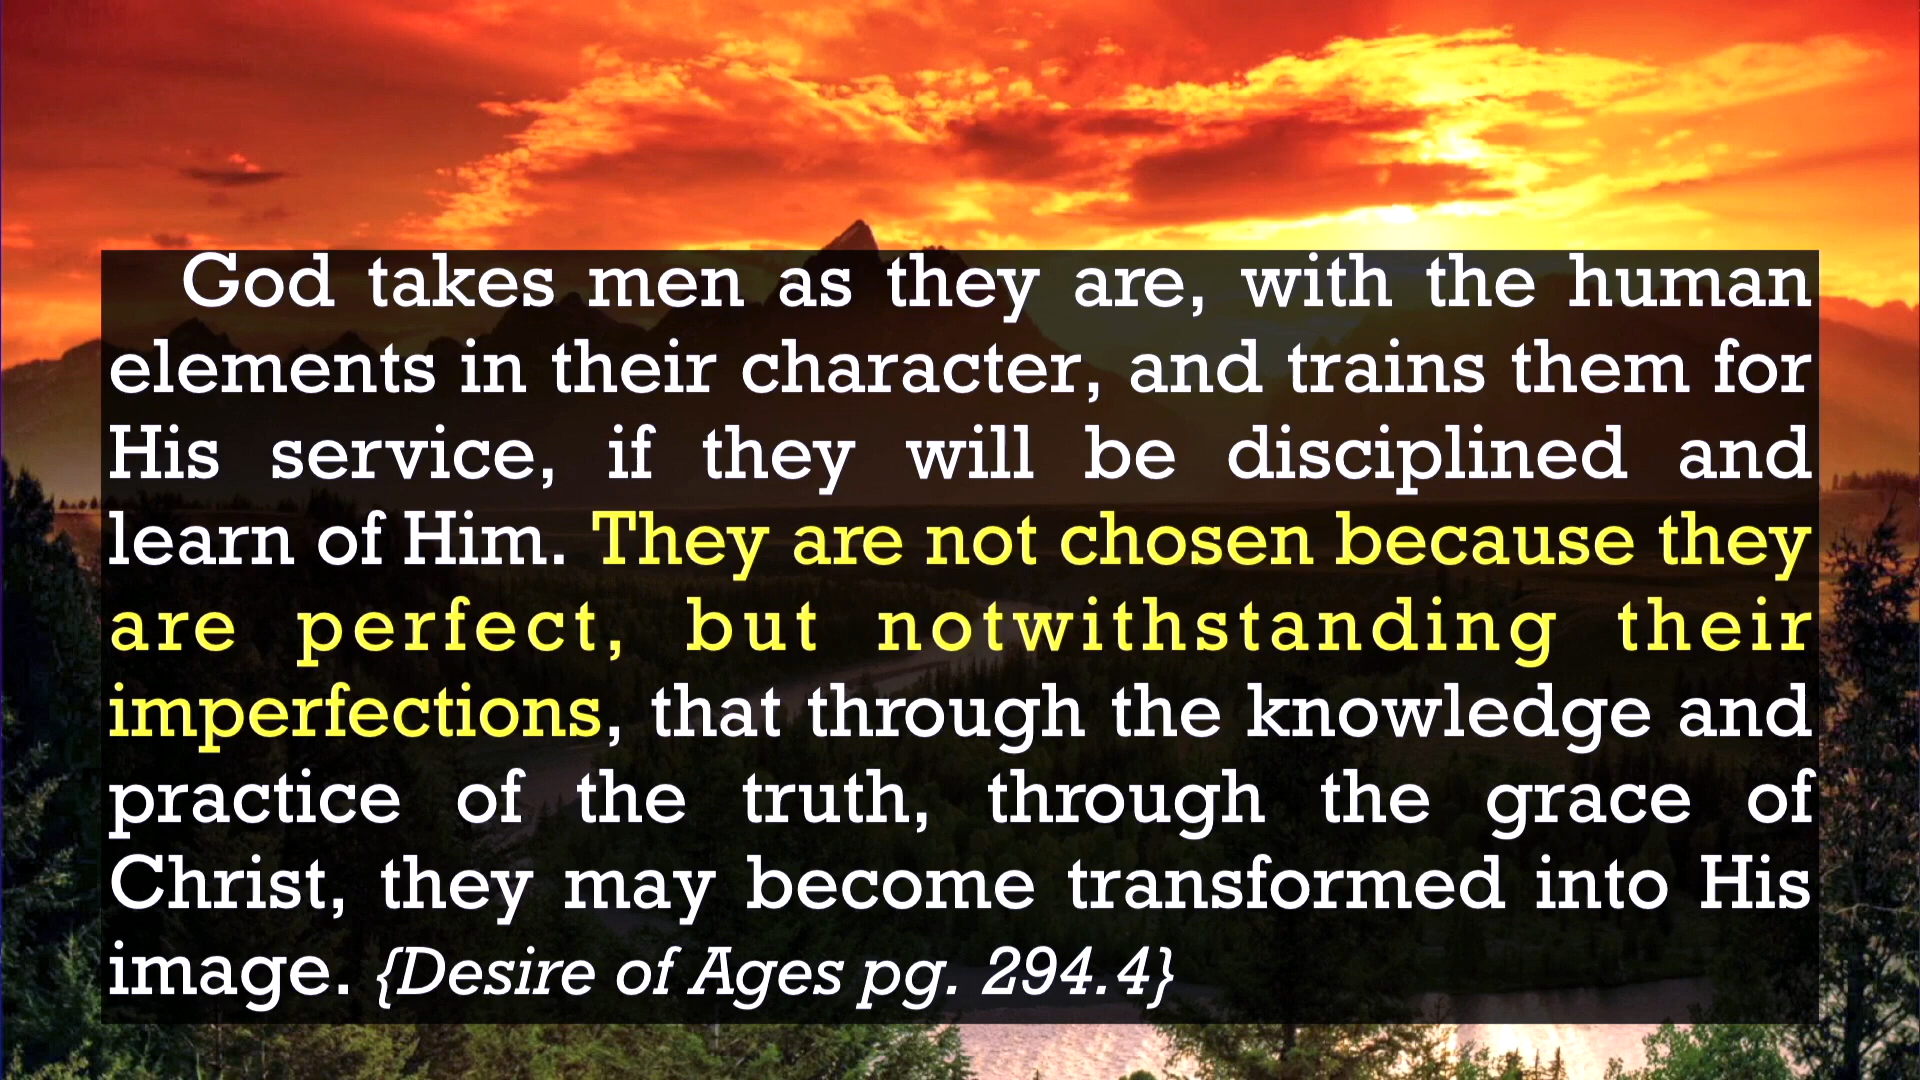 God takes men as they are, with the human
elements in their character, and trains them for
His service, if they will be disciplined and
learn of Him. They are not chosen because they
are perfect, but notwithstanding their
imperfections, that through the knowledge and
practice of the truth, through the grace of
Christ, they may become transformed into His
image. {Desire of Ages pg. 294.4}